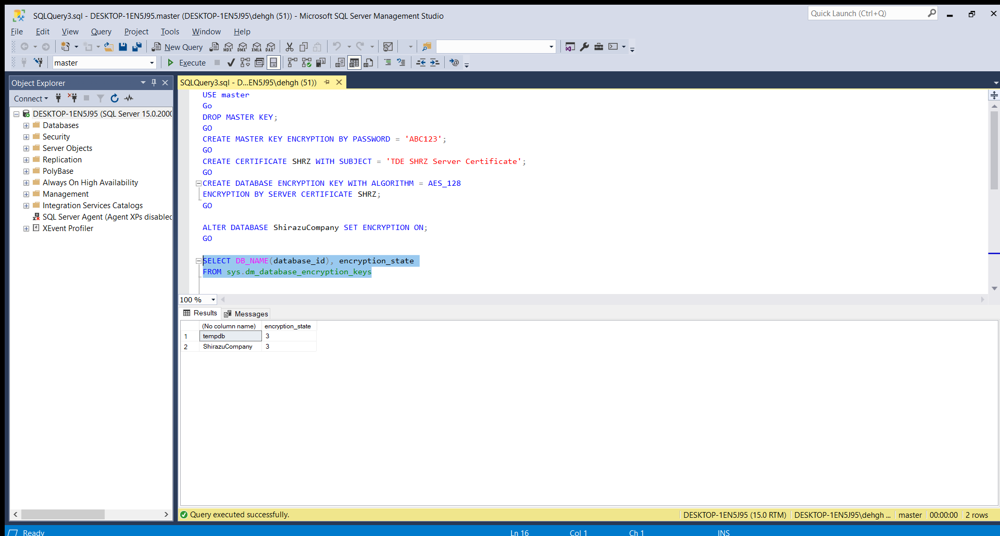 SQLQuery3.sql - DESKTOP-1EN5J95.master (DESKTOP-1EN5J95\dehgh (51)) - Microsoft SQL Server Management Studio
Quick Launch (Ctrl+Q)
File Edit View Query Project Tools Window Help
New Query MDX DMX XMLA DAX
master Execute
Object Explorer
SQLQuery3.sql - D...EN5J95\dehgh (51))
Connect
DESKTOP-1EN5J95 (SQL Server 15.0.2000
Databases
Security
Server Objects
Replication
PolyBase
Always On High Availability
Management
Integration Services Catalogs
SQL Server Agent (Agent XPs disabled
XEvent Profiler
USE master
Go
DROP MASTER KEY;
GO
CREATE MASTER KEY ENCRYPTION BY PASSWORD = 'ABC123';
GO
CREATE CERTIFICATE SHRZ WITH SUBJECT = 'TDE SHRZ Server Certificate';
GO
CREATE DATABASE ENCRYPTION KEY WITH ALGORITHM = AES_128
ENCRYPTION BY SERVER CERTIFICATE SHRZ;
GO
ALTER DATABASE ShirazuCompany SET ENCRYPTION ON;
GO
SELECT DB_NAME(database_id), encryption_state
FROM sys.dm_database_encryption_keys
100 %
Results Messages
(No column name) encryption_state
1 tempdb 3
2 ShirazuCompany 3
Query executed successfully.
DESKTOP-1EN5J95 (15.0 RTM) DESKTOP-1EN5J95\dehgh ... master 00:00:00 2 rows
Ready Ln 16 Col 1 Ch 1 INS